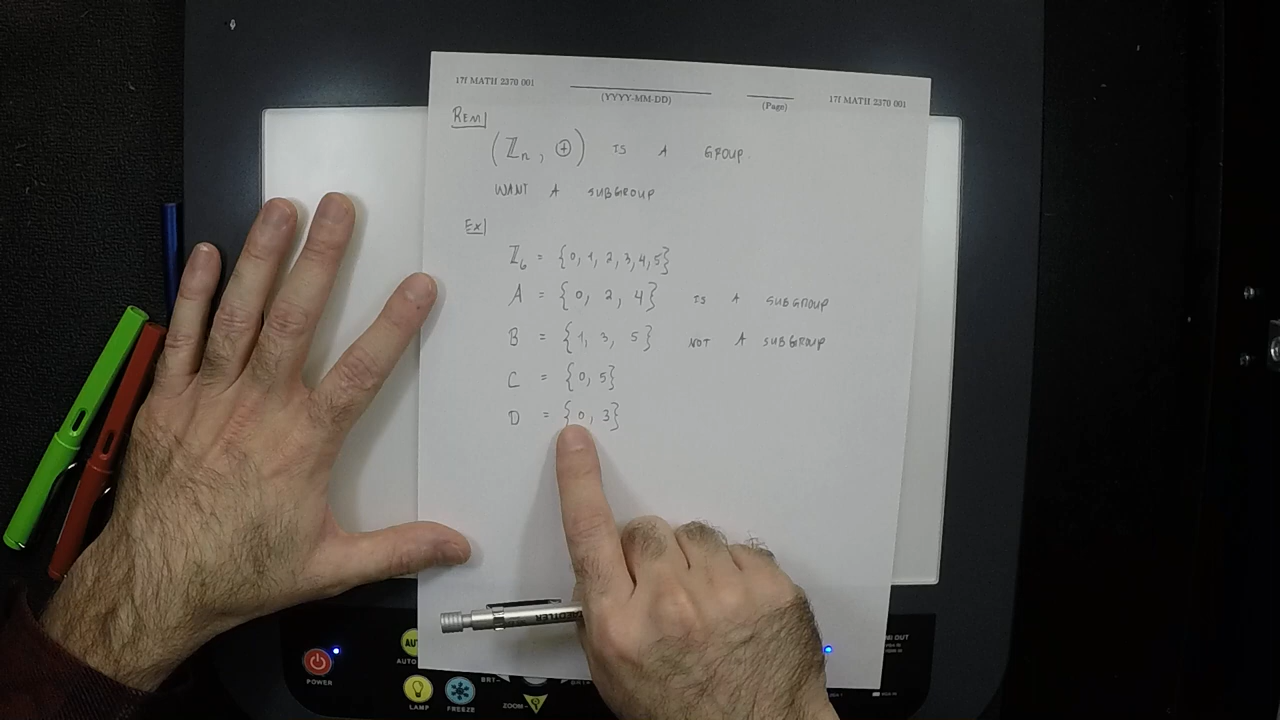 17f MATH 2370 001
(YYYY-MM-DD)
(Page)
17f MATH 2370 001
REM
(ℤn, ⊕) IS A GROUP.
WANT A SUBGROUP
EX
ℤ6 = {0, 1, 2, 3, 4, 5}
A = {0, 2, 4} IS A SUBGROUP
B = {1, 3, 5} NOT A SUBGROUP
C = {0, 5}
D = {0, 3}
POWER
LAMP
FREEZE
ZOOM